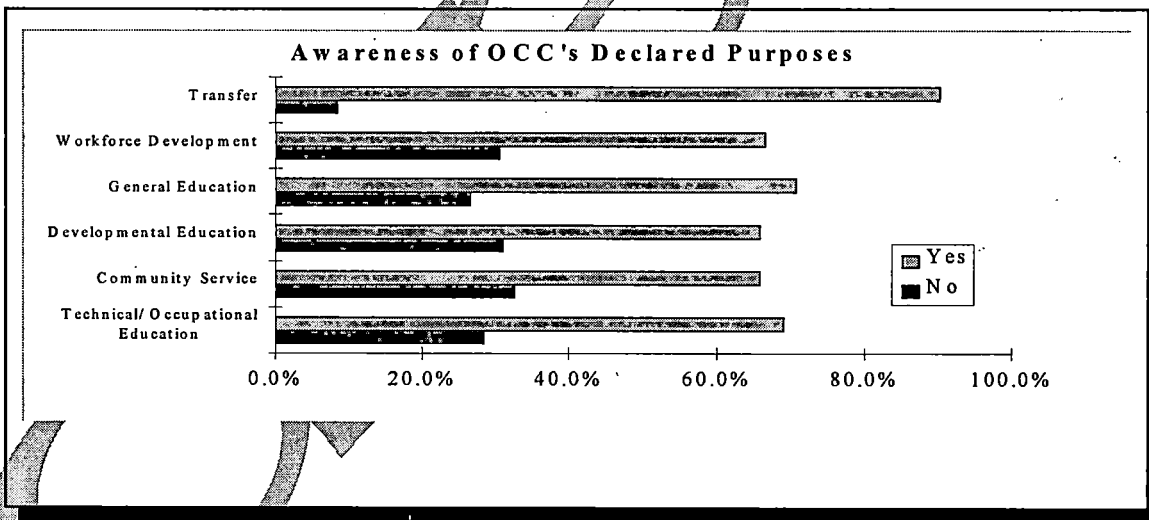 Awareness of OCC's Declared Purposes
Transfer
Workforce Development
General Education
Developmental Education
Community Service
Technical/Occupational
Education
Yes
No
0.0%
20.0%
40.0%
60.0%
80.0%
100.0%